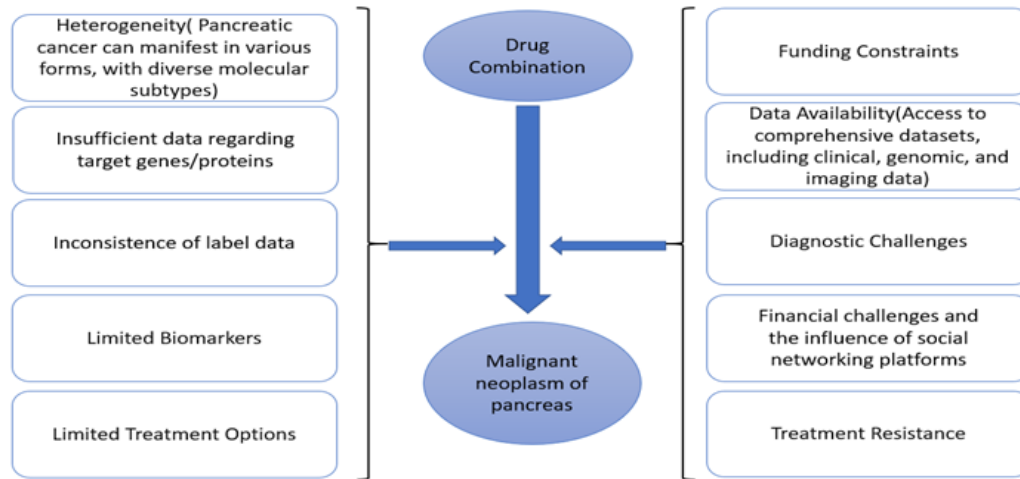 Heterogeneity( Pancreatic
cancer can manifest in various
forms, with diverse molecular
subtypes)
Insufficient data regarding
target genes/proteins
Inconsistence of label data
Limited Biomarkers
Limited Treatment Options
Drug
Combination
Malignant
neoplasm of
pancreas
Funding Constraints
Data Availability(Access to
comprehensive datasets,
including clinical, genomic, and
imaging data)
Diagnostic Challenges
Financial challenges and
the influence of social
networking platforms
Treatment Resistance